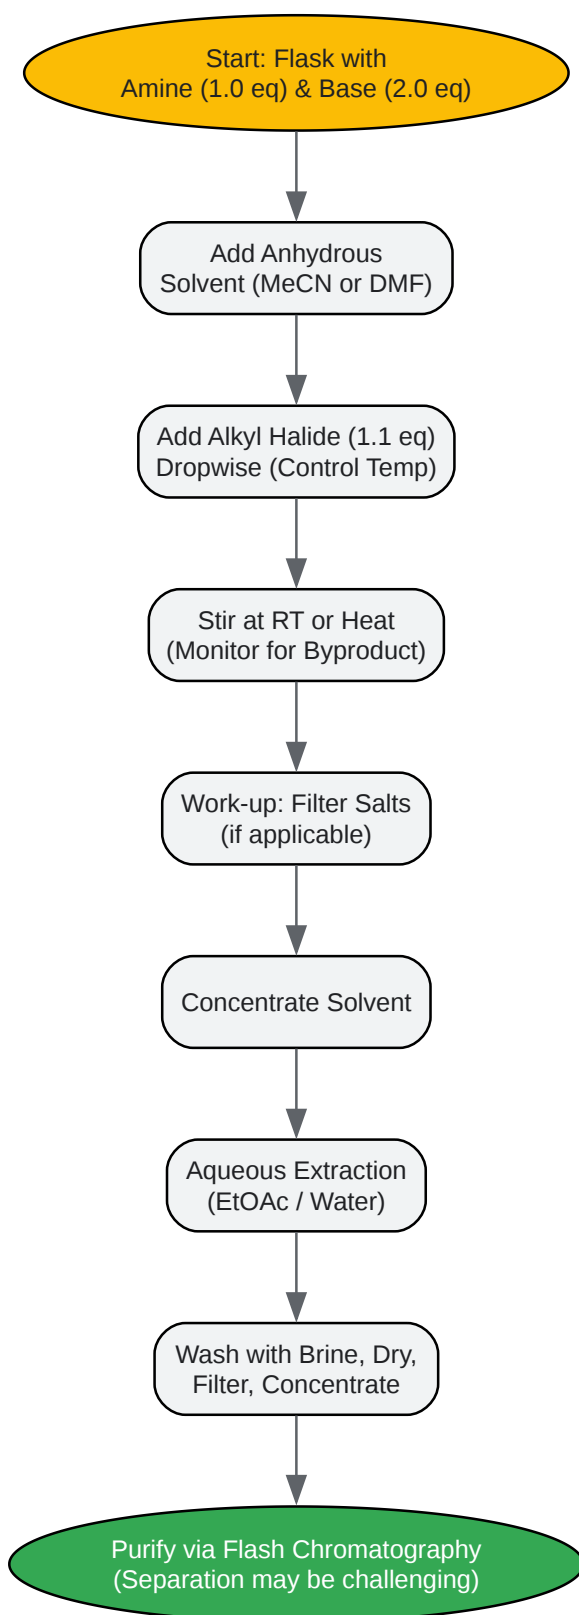 Start: Flask with
Amine (1.0 eq) & Base (2.0 eq)
Add Anhydrous
Solvent (MeCN or DMF)
Add Alkyl Halide (1.1 eq)
Dropwise (Control Temp)
Stir at RT or Heat
(Monitor for Byproduct)
Work-up: Filter Salts
(if applicable)
Concentrate Solvent
Aqueous Extraction
(EtOAc / Water)
Wash with Brine, Dry,
Filter, Concentrate
Purify via Flash Chromatography
(Separation may be challenging)